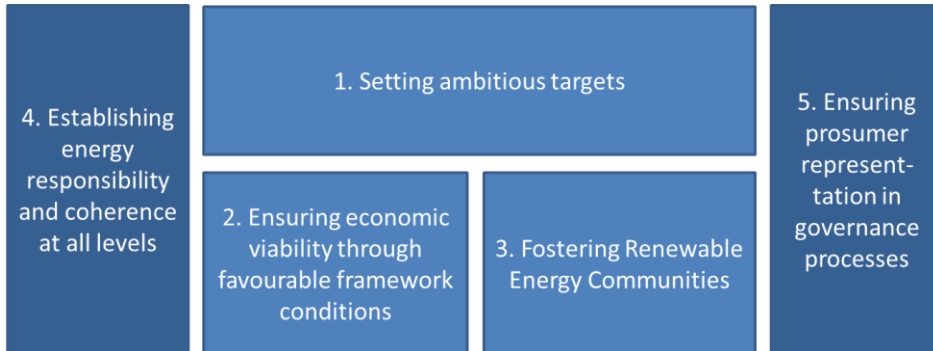 1. Setting ambitious targets
2. Ensuring economic
viability through
favourable framework
conditions
3. Fostering Renewable
Energy Communities
4. Establishing
energy
responsibility
and coherence
at all levels
5. Ensuring
prosumer
represent-
tation in
governance
processes